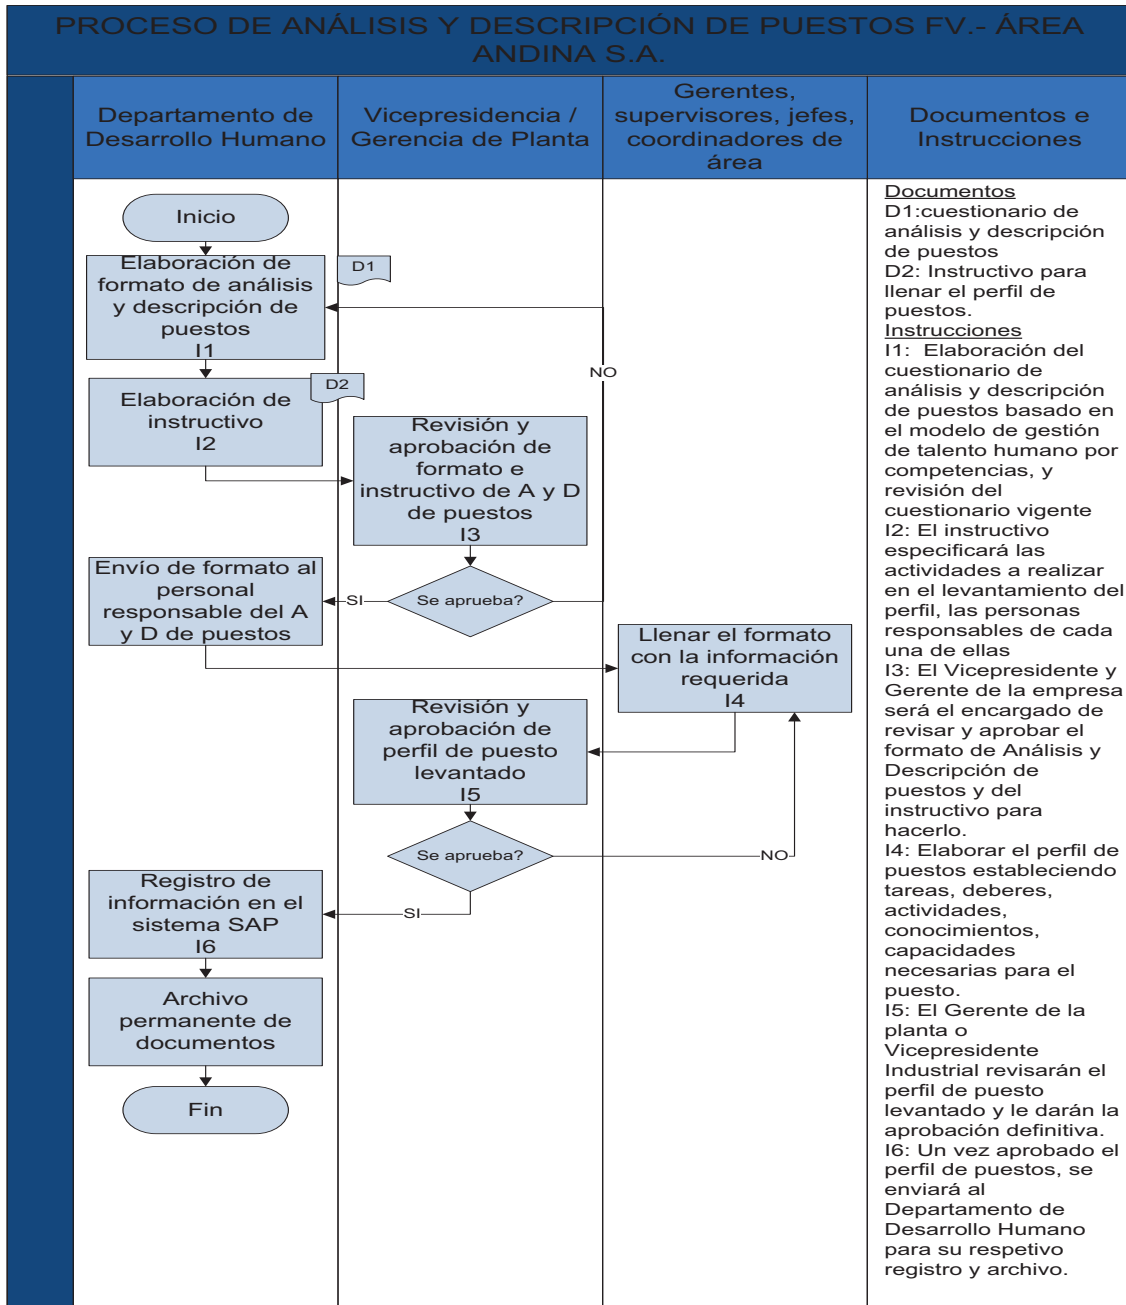 PROCESO DE ANÁLISIS Y DESCRIPCIÓN DE PUESTOS FV.- ÁREA
ANDINA S.A.
Departamento de
Desarrollo Humano
Vicepresidencia /
Gerencia de Planta
Gerentes,
supervisores, jefes,
coordinadores de
área
Documentos e
Instrucciones
Inicio
Elaboración de
formato de análisis
y descripción de
puestos
I1
D1
Elaboración de
instructivo
I2
D2
Revisión y
aprobación de
formato e
instructivo de A y D
de puestos
I3
NO
Se aprueba?
SI
Envío de formato al
personal
responsable del A
y D de puestos
Llenar el formato
con la información
requerida
I4
Revisión y
aprobación de
perfil de puesto
levantado
I5
Se aprueba?
NO
SI
Registro de
información en el
sistema SAP
I6
Archivo
permanente de
documentos
Fin
Documentos
D1:cuestionario de
análisis y descripción
de puestos
D2: Instructivo para
llenar el perfil de
puestos.
Instrucciones
I1: Elaboración del
cuestionario de
análisis y descripción
de puestos basado en
el modelo de gestión
de talento humano por
competencias, y
revisión del
cuestionario vigente
I2: El instructivo
especificará las
actividades a realizar
en el levantamiento del
perfil, las personas
responsables de cada
una de ellas
I3: El Vicepresidente y
Gerente de la empresa
será el encargado de
revisar y aprobar el
formato de Análisis y
Descripción de
puestos y del
instructivo para
hacerlo.
I4: Elaborar el perfil de
puestos estableciendo
tareas, deberes,
actividades,
conocimientos,
capacidades
necesarias para el
puesto.
I5: El Gerente de la
planta o
Vicepresidente
Industrial revisarán el
perfil de puesto
levantado y le darán la
aprobación definitiva.
I6: Un vez aprobado el
perfil de puestos, se
enviará al
Departamento de
Desarrollo Humano
para su respetivo
registro y archivo.